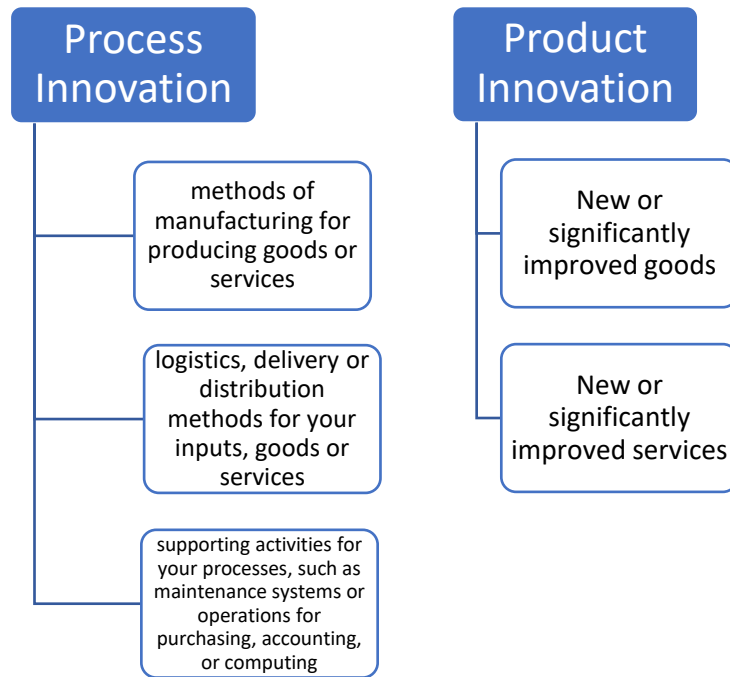 Process
Innovation
methods of
manufacturing for
producing goods or
services
logistics, delivery or
distribution
methods for your
inputs, goods or
services
supporting activities for
your processes, such as
maintenance systems or
operations for
purchasing, accounting,
or computing
Product
Innovation
New or
significantly
improved goods
New or
significantly
improved services